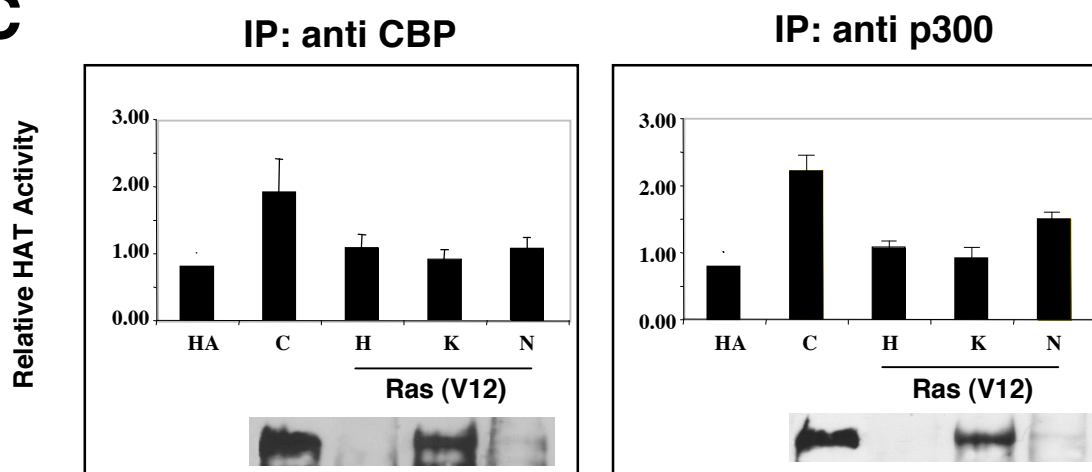 C
IP: anti CBP
IP: anti p300
Relative HAT Activity
3.00
2.00
1.00
0.00
HA C H K N
Ras (V12)
3.00
2.00
1.00
0.00
HA C H K N
Ras (V12)